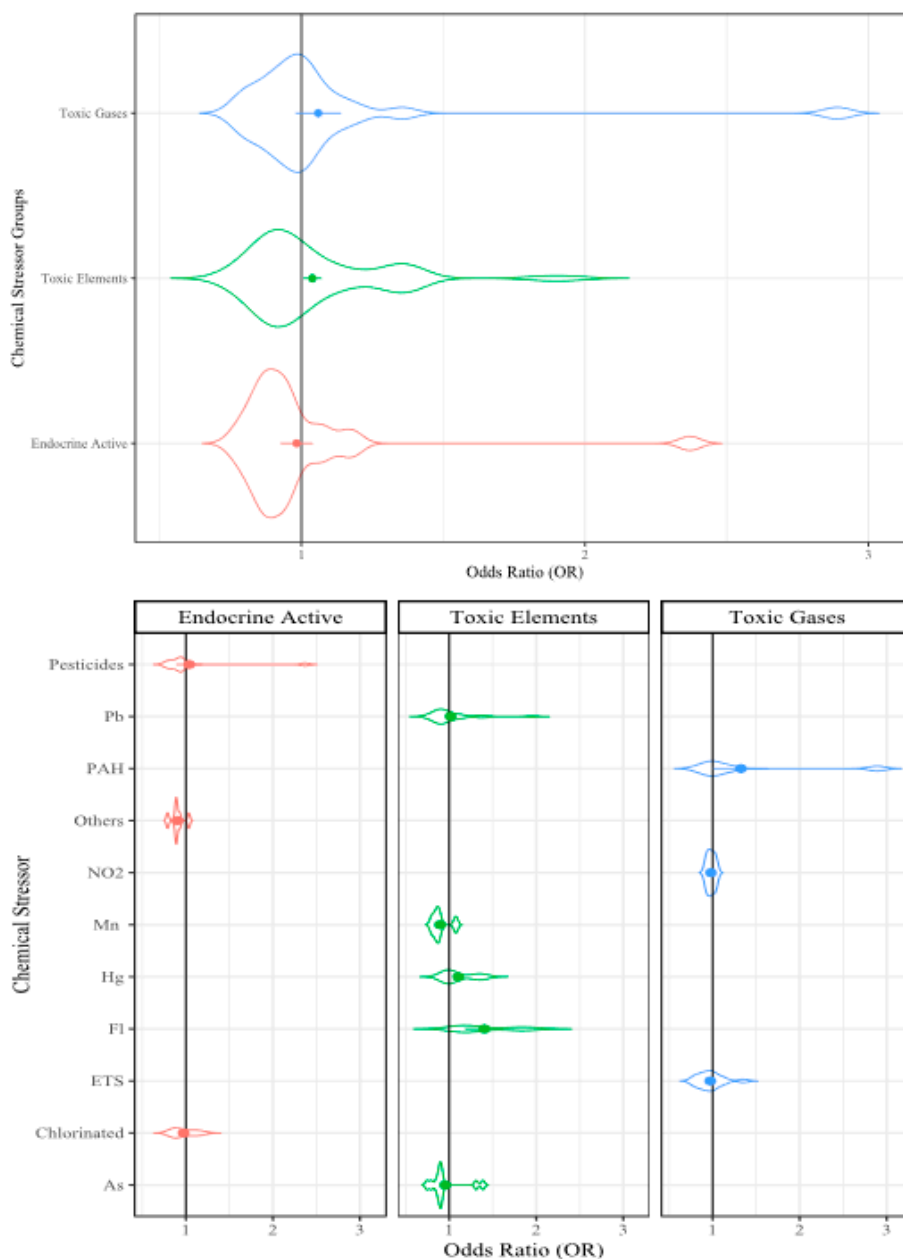 Chemical Stressor Groups
Toxic Gases
Toxic Elements
Endocrine Active
1 2 3
Odds Ratio (OR)
Endocrine Active Toxic Elements Toxic Gases
Chemical Stressor
Pesticides
Pb
PAH
Others
NO2
Mn
Hg
Fl
ETS
Chlorinated
As
1 2 3 1 2 3 1 2 3
Odds Ratio (OR)